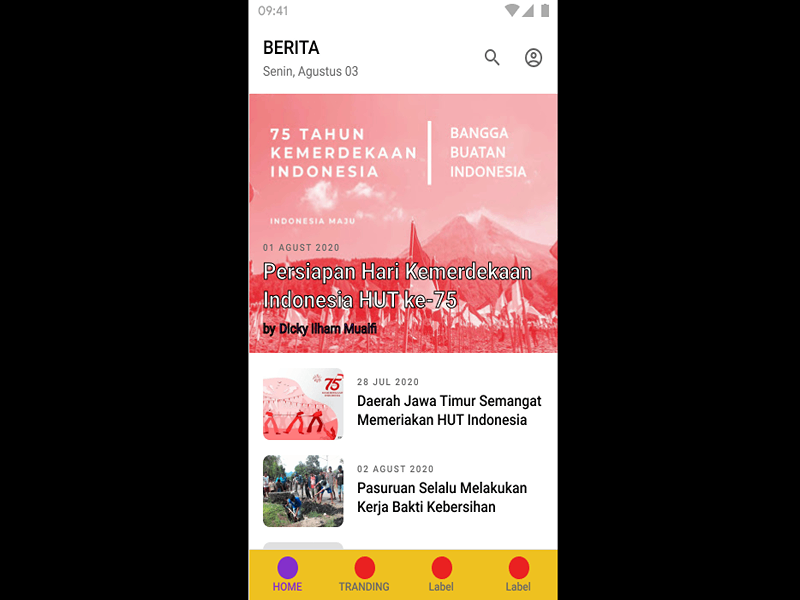 09:41
BERITA
Senin, Agustus 03
75 TAHUN
KEMERDEKAAN
INDONESIA
BANGGA
BUATAN
INDONESIA
INDONESIA MAJU
01 AGUST 2020
Persiapan Hari Kemerdekaan
Indonesia HUT ke-75
by Dicky Ilham Mualfi
75
28 JUL 2020
Daerah Jawa Timur Semangat
Memeriakan HUT Indonesia
02 AGUST 2020
Pasuruan Selalu Melakukan
Kerja Bakti Kebersihan
HOME
TRANDING
Label
Label